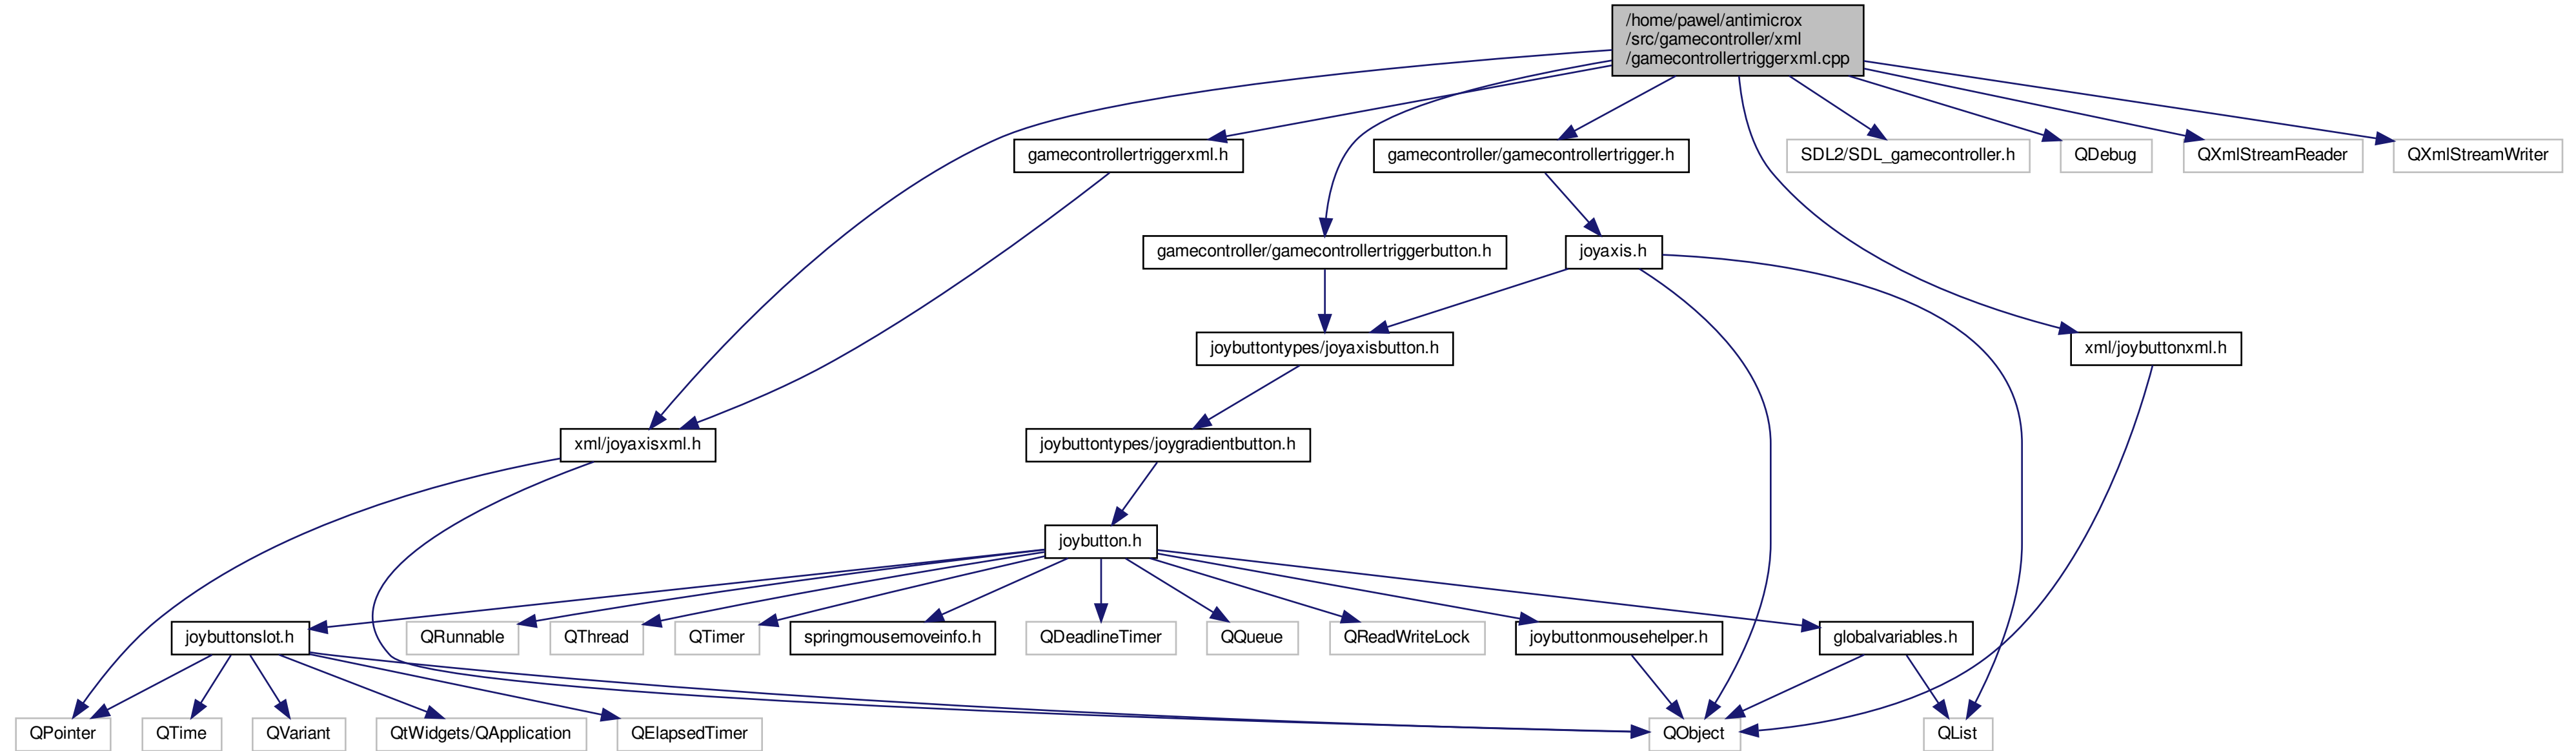 /home/pawel/antimicrox
/src/gamecontroller/xml
/gamecontrollertriggerxml.cpp
gamecontrollertriggerxml.h
gamecontroller/gamecontrollertrigger.h
SDL2/SDL_gamecontroller.h
QDebug
QXmlStreamReader
QXmlStreamWriter
gamecontroller/gamecontrollertriggerbutton.h
joyaxis.h
joybuttontypes/joyaxisbutton.h
xml/joybuttonxml.h
xml/joyaxisxml.h
joybuttontypes/joygradientbutton.h
joybutton.h
joybuttonslot.h
QRunnable
QThread
QTimer
springmousemoveinfo.h
QDeadlineTimer
QQueue
QReadWriteLock
joybuttonmousehelper.h
globalvariables.h
QPointer
QTime
QVariant
QtWidgets/QApplication
QElapsedTimer
QObject
QList